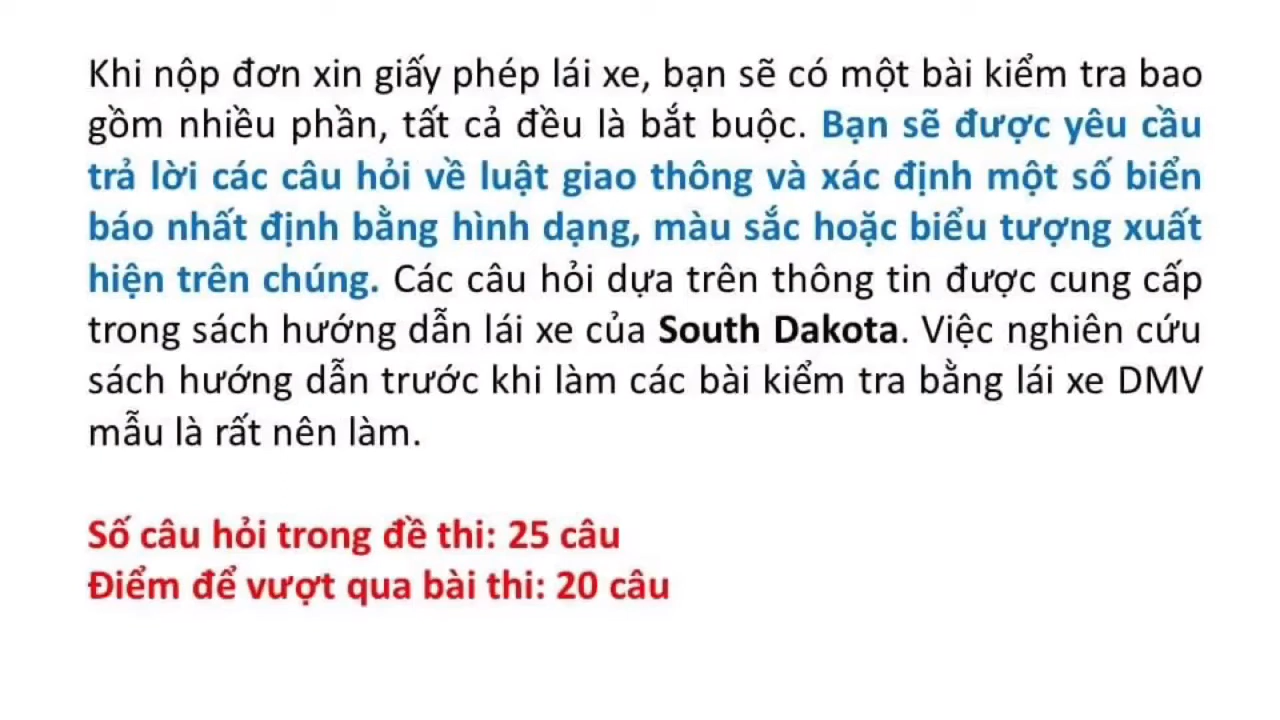 Khi nộp đơn xin giấy phép lái xe, bạn sẽ có một bài kiểm tra bao
gồm nhiều phần, tất cả đều là bắt buộc. Bạn sẽ được yêu cầu
trả lời các câu hỏi về luật giao thông và xác định một số biển
báo nhất định bằng hình dạng, màu sắc hoặc biểu tượng xuất
hiện trên chúng. Các câu hỏi dựa trên thông tin được cung cấp
trong sách hướng dẫn lái xe của South Dakota. Việc nghiên cứu
sách hướng dẫn trước khi làm các bài kiểm tra bằng lái xe DMV
mẫu là rất nên làm.
Số câu hỏi trong đề thi: 25 câu
Điểm để vượt qua bài thi: 20 câu